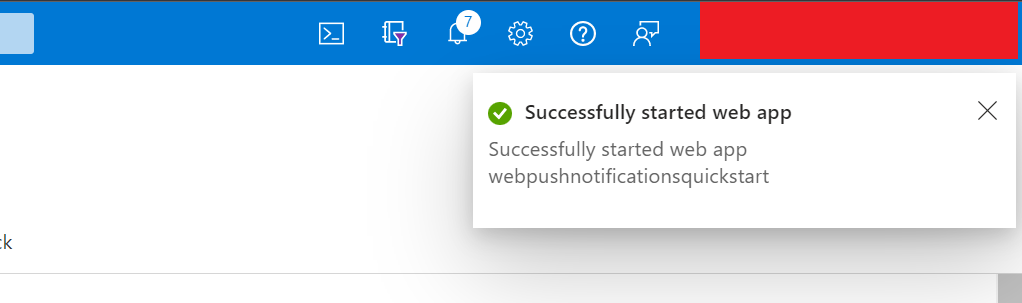 7
Successfully started web app
Successfully started web app
webpushnotificationsquickstart
ck